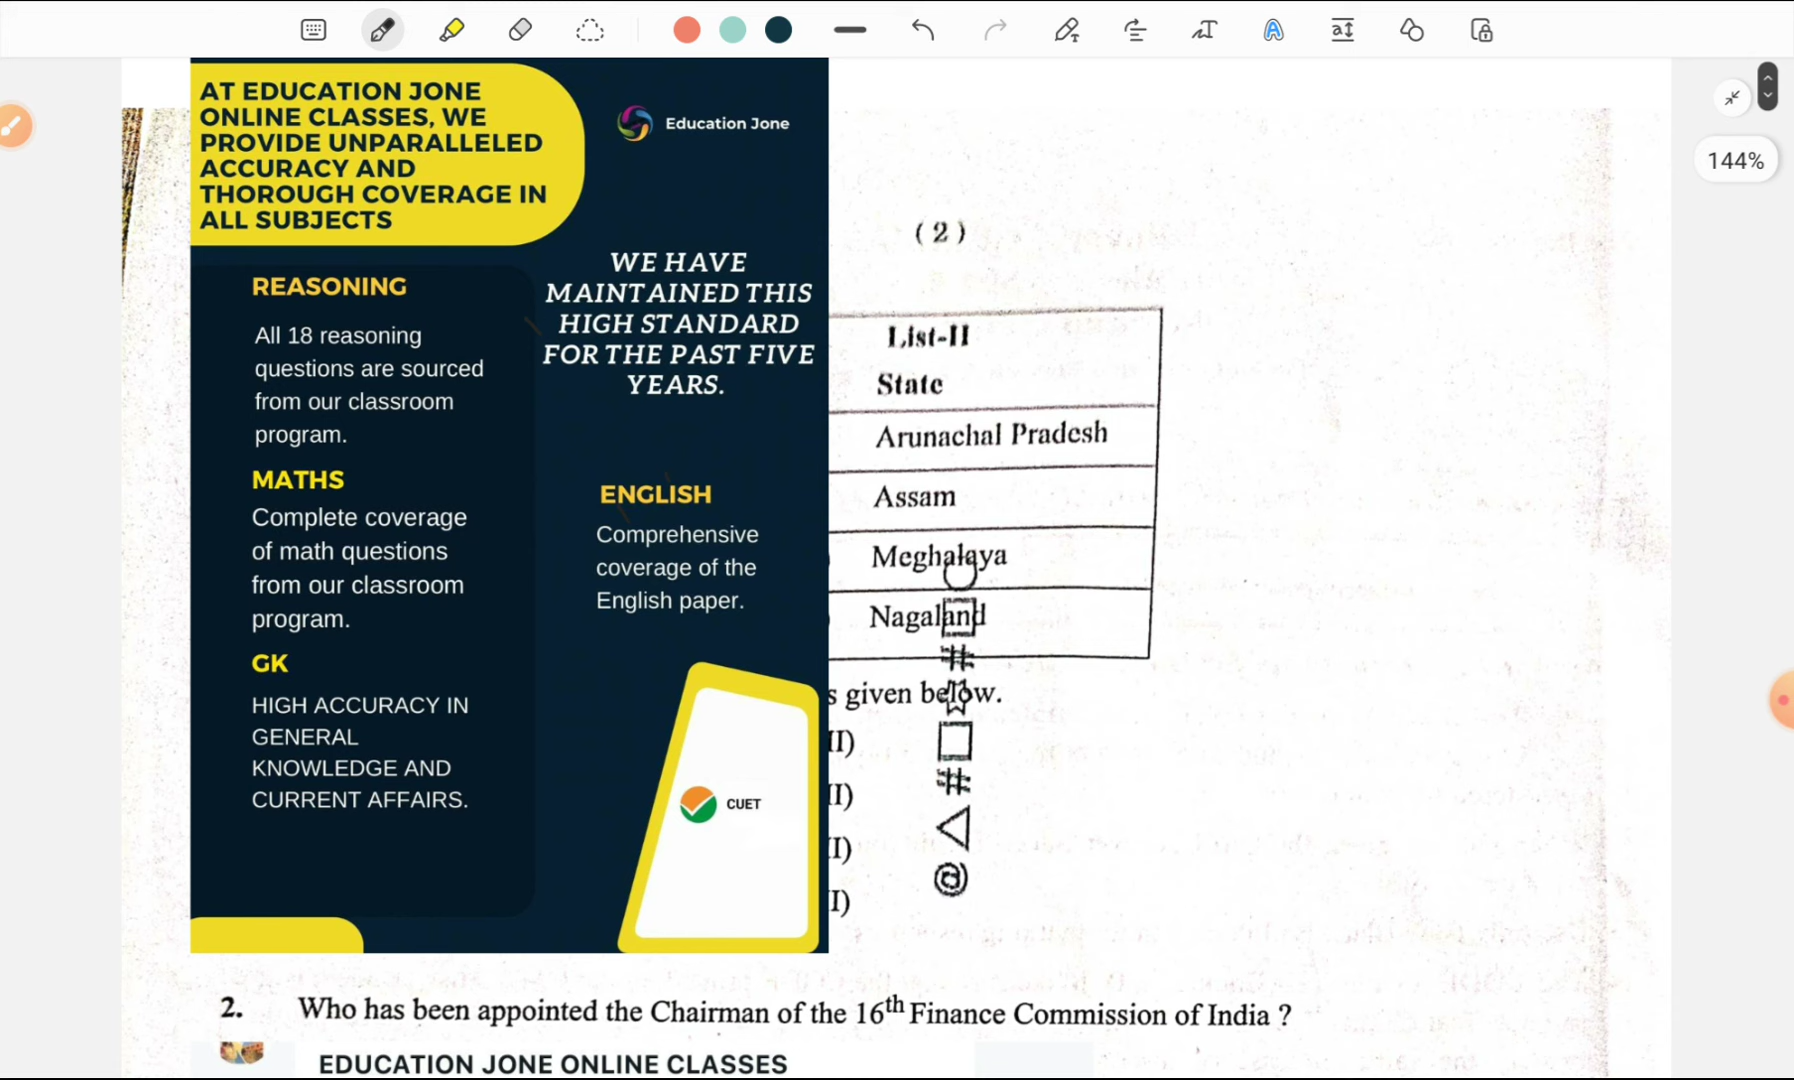 144%
AT EDUCATION JONE
ONLINE CLASSES, WE
PROVIDE UNPARALLELED
ACCURACY AND
THOROUGH COVERAGE IN
ALL SUBJECTS
Education Jone
WE HAVE
MAINTAINED THIS
HIGH STANDARD
FOR THE PAST FIVE
YEARS.
REASONING
All 18 reasoning
questions are sourced
from our classroom
program.
MATHS
Complete coverage
of math questions
from our classroom
program.
GK
HIGH ACCURACY IN
GENERAL
KNOWLEDGE AND
CURRENT AFFAIRS.
ENGLISH
Comprehensive
coverage of the
English paper.
CUET
( 2 )
List-II
State
Arunachal Pradesh
Assam
Meghalaya
Nagaland
s given below.
II)
II)
I)
I)
#
#
@
2. Who has been appointed the Chairman of the 16th Finance Commission of India ?
EDUCATION JONE ONLINE CLASSES